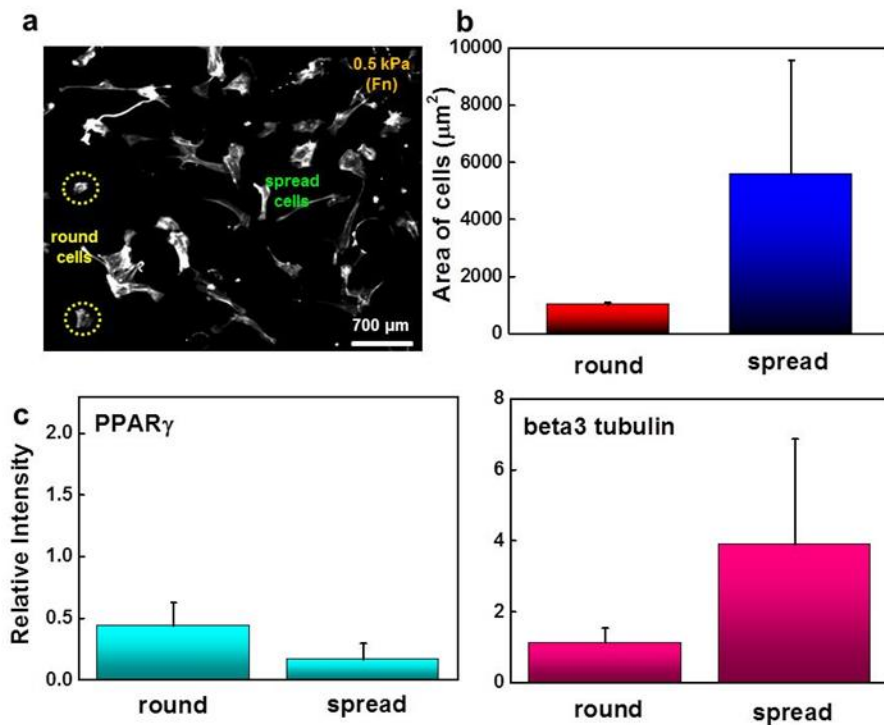 a
0.5 kPa
(Fn)
spread
cells
round
cells
700 μm
b
Area of cells (μm²)
10000
8000
6000
4000
2000
0
round
spread
c
PPARγ
Relative Intensity
2.0
1.5
1.0
0.5
0.0
round
spread
beta3 tubulin
8
6
4
2
0
round
spread